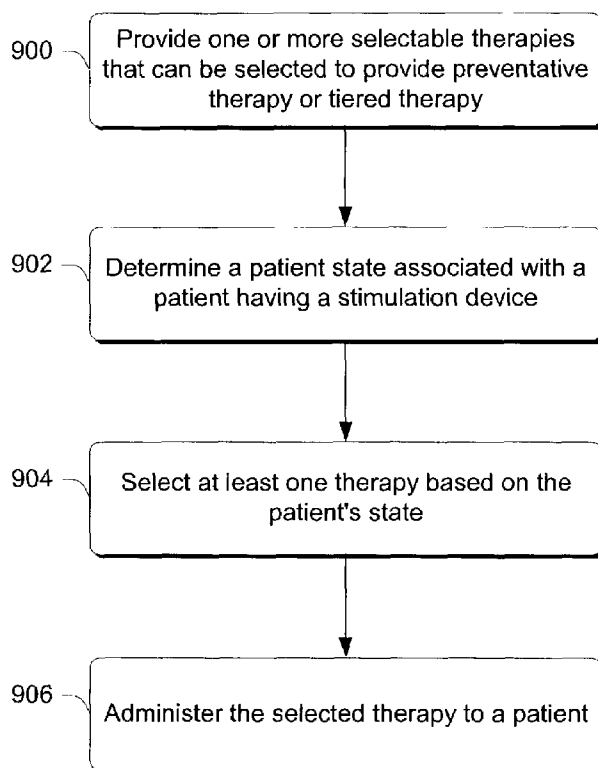 900
Provide one or more selectable therapies
that can be selected to provide preventative
therapy or tiered therapy
902
Determine a patient state associated with a
patient having a stimulation device
904
Select at least one therapy based on the
patient's state
906
Administer the selected therapy to a patient